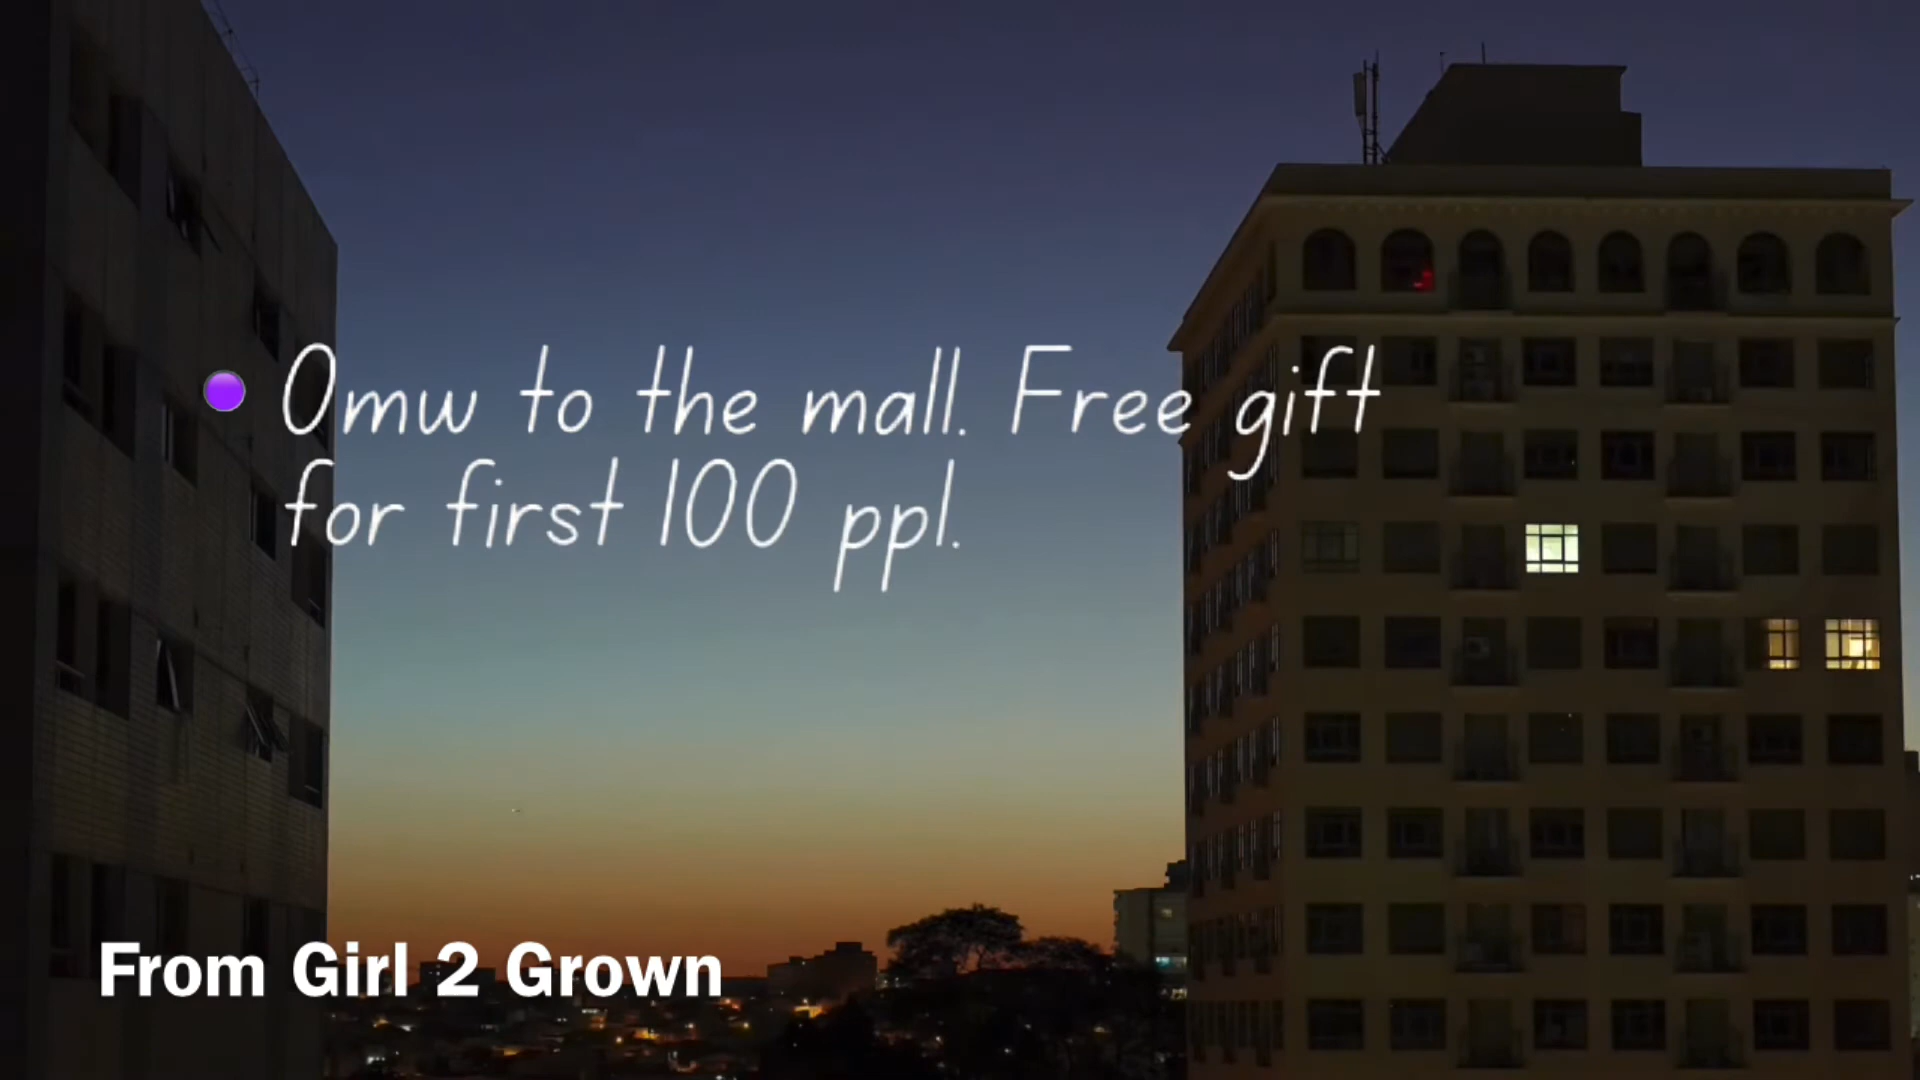 Omw to the mall. Free gift
for first 100 ppl.
From Girl 2 Grown